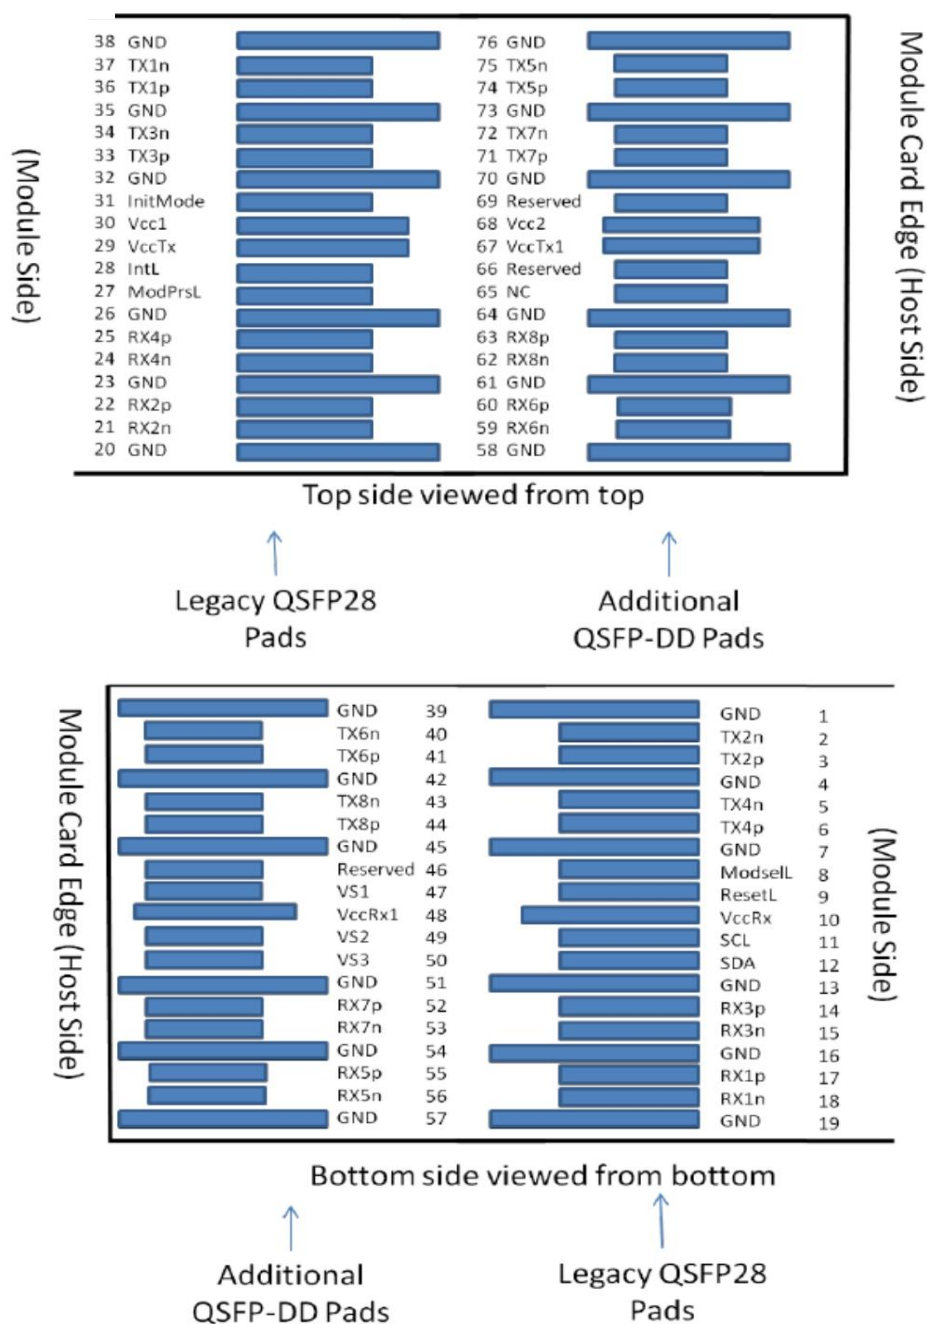 38 GND 76 GND
37 TX1n 75 TX5n
36 TX1p 74 TX5p
35 GND 73 GND
34 TX3n 72 TX7n
33 TX3p 71 TX7p
32 GND 70 GND
31 InitMode 69 Reserved
30 Vcc1 68 Vcc2
29 VccTx 67 VccTx1
28 IntL 66 Reserved
27 ModPrsL 65 NC
26 GND 64 GND
25 RX4p 63 RX8p
24 RX4n 62 RX8n
23 GND 61 GND
22 RX2p 60 RX6p
21 RX2n 59 RX6n
20 GND 58 GND
(Module Side)
Module Card Edge (Host Side)
Top side viewed from top
Legacy QSFP28
Pads
Additional
QSFP-DD Pads
Module Card Edge (Host Side)
GND 39 GND 1
TX6n 40 TX2n 2
TX6p 41 TX2p 3
GND 42 GND 4
TX8n 43 TX4n 5
TX8p 44 TX4p 6
GND 45 GND 7
Reserved 46 ModselL 8
VS1 47 ResetL 9
VccRx1 48 VccRx 10
VS2 49 SCL 11
VS3 50 SDA 12
GND 51 GND 13
RX7p 52 RX3p 14
RX7n 53 RX3n 15
GND 54 GND 16
RX5p 55 RX1p 17
RX5n 56 RX1n 18
GND 57 GND 19
(Module Side)
Bottom side viewed from bottom
Additional
QSFP-DD Pads
Legacy QSFP28
Pads